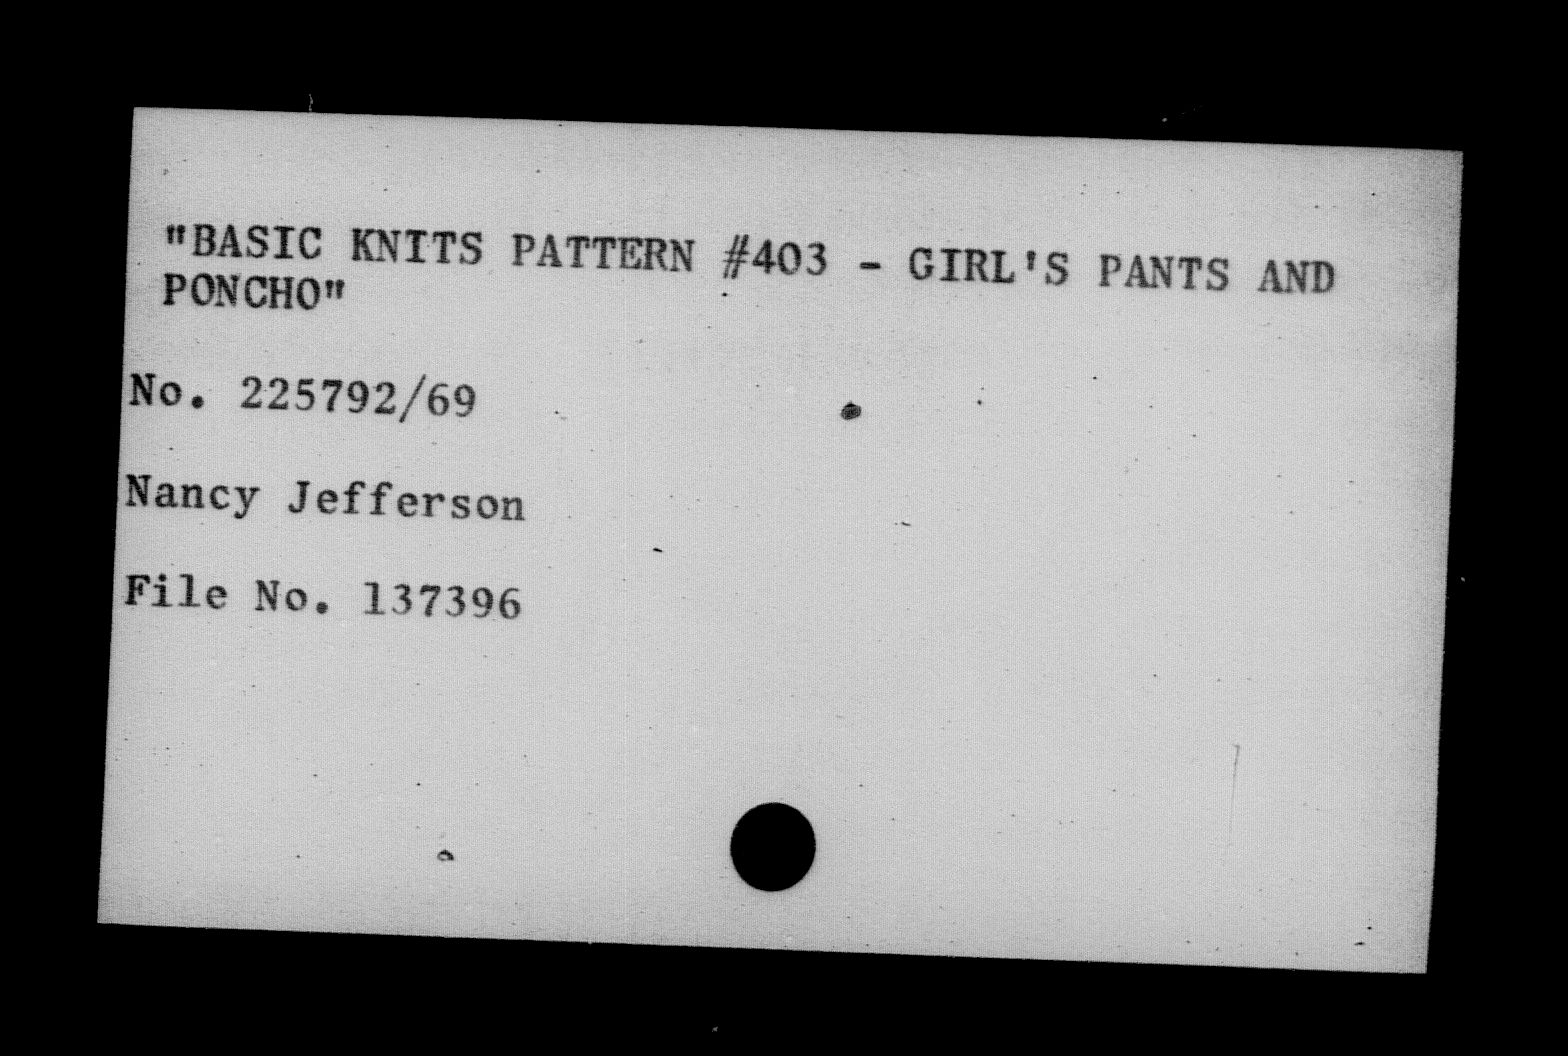 "BASIC KNITS PATTERN #403 - GIRL'S PANTS AND
PONCHO"
No. 225792/69
Nancy Jefferson
File No. 137396